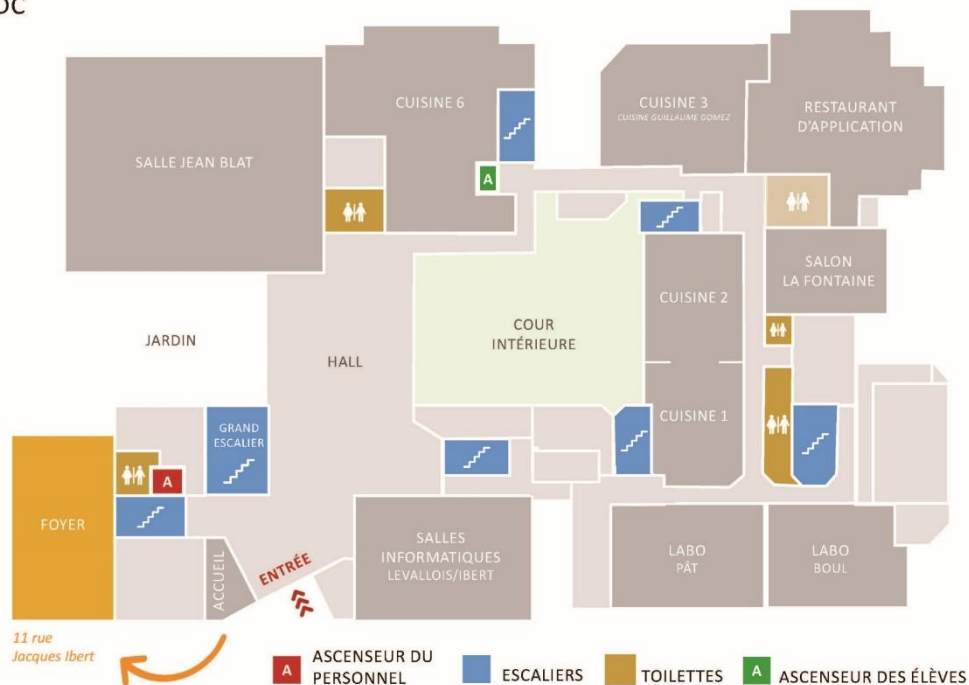 CUISINE 6
CUISINE 3
CUISINE GUILLAUME GOMEZ
RESTAURANT
D'APPLICATION
SALLE JEAN BLAT
A
SALON
LA FONTAINE
CUISINE 2
COUR
INTÉRIEURE
JARDIN
HALL
CUISINE 1
GRAND
ESCALIER
A
FOYER
SALLES
INFORMATIQUES
LEVALLOIS/IBERT
LABO
PÂT
LABO
BOUL
ACCUEIL
ENTRÉE
11 rue
Jacques Ibert
A ASCENSEUR DU
PERSONNEL
ESCALIERS
TOILETTES
A ASCENSEUR DES ÉLÈVES